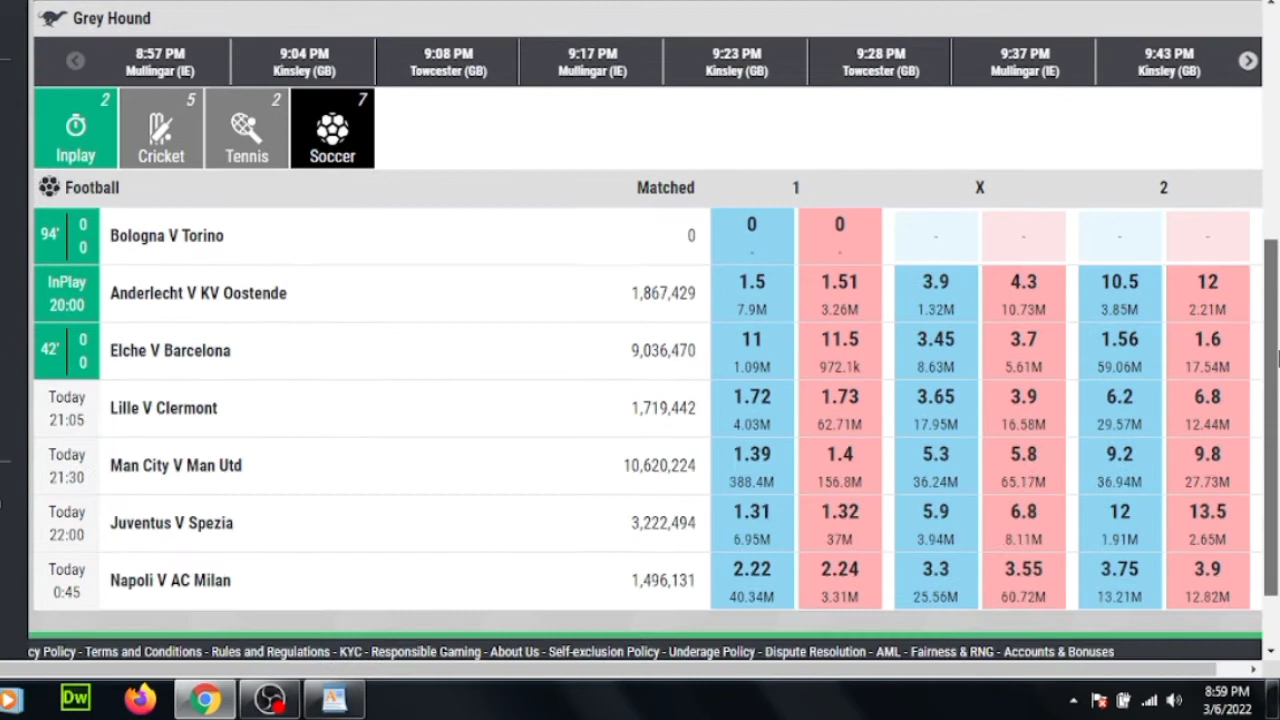 Grey Hound
8:57 PM 9:04 PM 9:08 PM 9:17 PM 9:23 PM 9:28 PM 9:37 PM 9:43 PM
Mullingar (IE) Kinsley (GB) Towcester (GB) Mullingar (IE) Kinsley (GB) Towcester (GB) Mullingar (IE) Kinsley (GB)
2 5 2 7
Inplay Cricket Tennis Soccer
Football Matched 1 X 2
94' 0 0 Bologna V Torino 0 0 - 0 - - - - -
InPlay 20:00 Anderlecht V KV Oostende 1,867,429 1.5 7.9M 1.51 3.26M 3.9 1.32M 4.3 10.73M 10.5 3.85M 12 2.21M
42' 0 0 Elche V Barcelona 9,036,470 11 1.09M 11.5 972.1k 3.45 8.63M 3.7 5.61M 1.56 59.06M 1.6 17.54M
Today 21:05 Lille V Clermont 1,719,442 1.72 4.03M 1.73 62.71M 3.65 17.95M 3.9 16.58M 6.2 29.57M 6.8 12.44M
Today 21:30 Man City V Man Utd 10,620,224 1.39 388.4M 1.4 156.8M 5.3 36.24M 5.8 65.17M 9.2 36.94M 9.8 27.73M
Today 22:00 Juventus V Spezia 3,222,494 1.31 6.95M 1.32 37M 5.9 3.94M 6.8 8.11M 12 1.91M 13.5 2.65M
Today 0:45 Napoli V AC Milan 1,496,131 2.22 40.34M 2.24 3.31M 3.3 25.56M 3.55 60.72M 3.75 13.21M 3.9 12.82M
cy Policy - Terms and Conditions - Rules and Regulations - KYC - Responsible Gaming - About Us - Self-exclusion Policy - Underage Policy - Dispute Resolution - AML - Fairness & RNG - Accounts & Bonuses
Dw
8:59 PM
3/6/2022